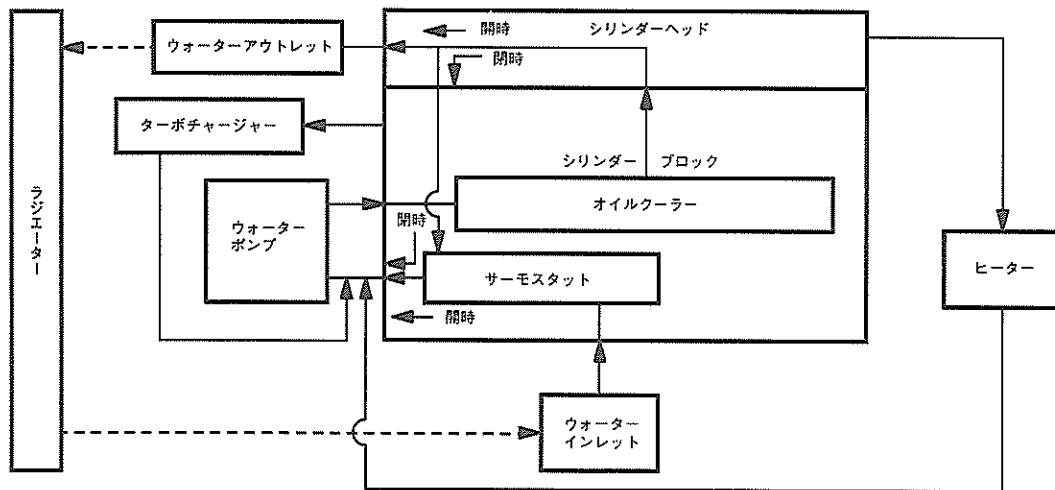 開時
シリンダーヘッド
ウォーターアウトレット
閉時
ターボチャージャー
シリンダー ブロック
オイルクーラー
ラジエーター
ウォーター
ポンプ
閉時
サーモスタット
ヒーター
開時
ウォーター
インレット